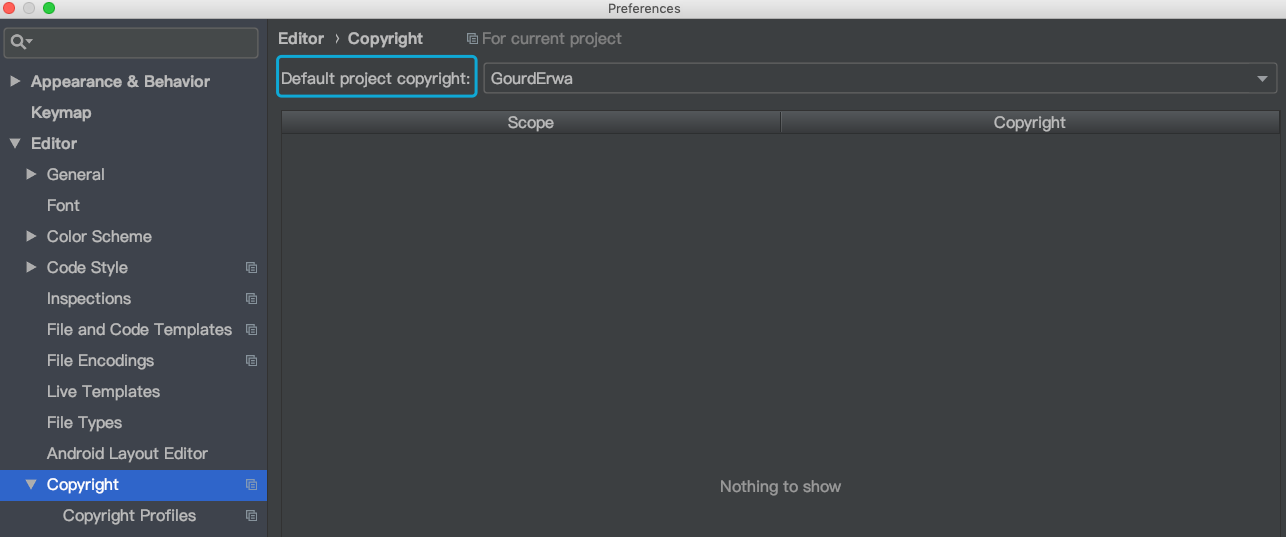 Preferences
Editor › Copyright For current project
Default project copyright: GourdErwa
Scope Copyright
Nothing to show
Appearance & Behavior
Keymap
Editor
General
Font
Color Scheme
Code Style
Inspections
File and Code Templates
File Encodings
Live Templates
File Types
Android Layout Editor
Copyright
Copyright Profiles